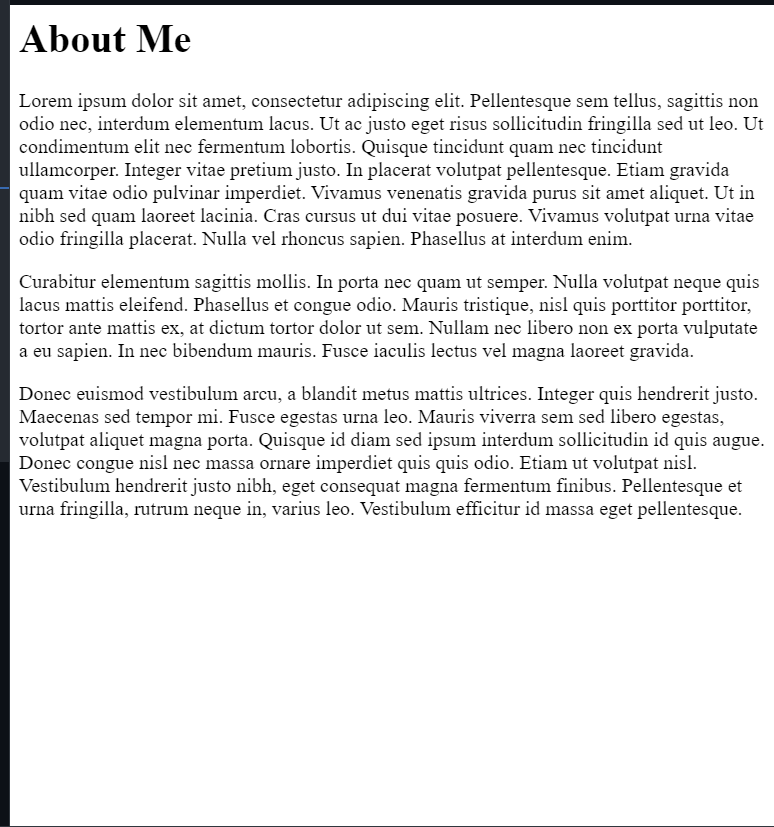 About Me
Lorem ipsum dolor sit amet, consectetur adipiscing elit. Pellentesque sem tellus, sagittis non
odio nec, interdum elementum lacus. Ut ac justo eget risus sollicitudin fringilla sed ut leo. Ut
condimentum elit nec fermentum lobortis. Quisque tincidunt quam nec tincidunt
ullamcorper. Integer vitae pretium justo. In placerat volutpat pellentesque. Etiam gravida
quam vitae odio pulvinar imperdiet. Vivamus venenatis gravida purus sit amet aliquet. Ut in
nibh sed quam laoreet lacinia. Cras cursus ut dui vitae posuere. Vivamus volutpat urna vitae
odio fringilla placerat. Nulla vel rhoncus sapien. Phasellus at interdum enim.
Curabitur elementum sagittis mollis. In porta nec quam ut semper. Nulla volutpat neque quis
lacus mattis eleifend. Phasellus et congue odio. Mauris tristique, nisl quis porttitor porttitor,
tortor ante mattis ex, at dictum tortor dolor ut sem. Nullam nec libero non ex porta vulputate
a eu sapien. In nec bibendum mauris. Fusce iaculis lectus vel magna laoreet gravida.
Donec euismod vestibulum arcu, a blandit metus mattis ultrices. Integer quis hendrerit justo.
Maecenas sed tempor mi. Fusce egestas urna leo. Mauris viverra sem sed libero egestas,
volutpat aliquet magna porta. Quisque id diam sed ipsum interdum sollicitudin id quis augue.
Donec congue nisl nec massa ornare imperdiet quis quis odio. Etiam ut volutpat nisl.
Vestibulum hendrerit justo nibh, eget consequat magna fermentum finibus. Pellentesque et
urna fringilla, rutrum neque in, varius leo. Vestibulum efficitur id massa eget pellentesque.